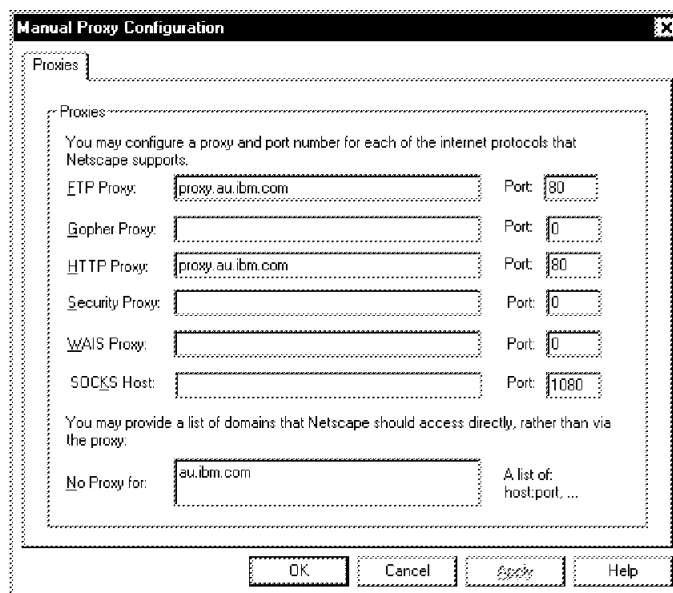 Manual Proxy Configuration
Proxies
Proxies
You may configure a proxy and port number for each of the internet protocols that
Netscape supports.
FTP Proxy: proxy.au.ibm.com Port: 80
Gopher Proxy: Port: 0
HTTP Proxy: proxy.au.ibm.com Port: 80
Security Proxy: Port: 0
WAIS Proxy: Port: 0
SOCKS Host: Port: 1080
You may provide a list of domains that Netscape should access directly, rather than via
the proxy:
No Proxy for: au.ibm.com A list of:
host:port, ...
OK Cancel Apply Help